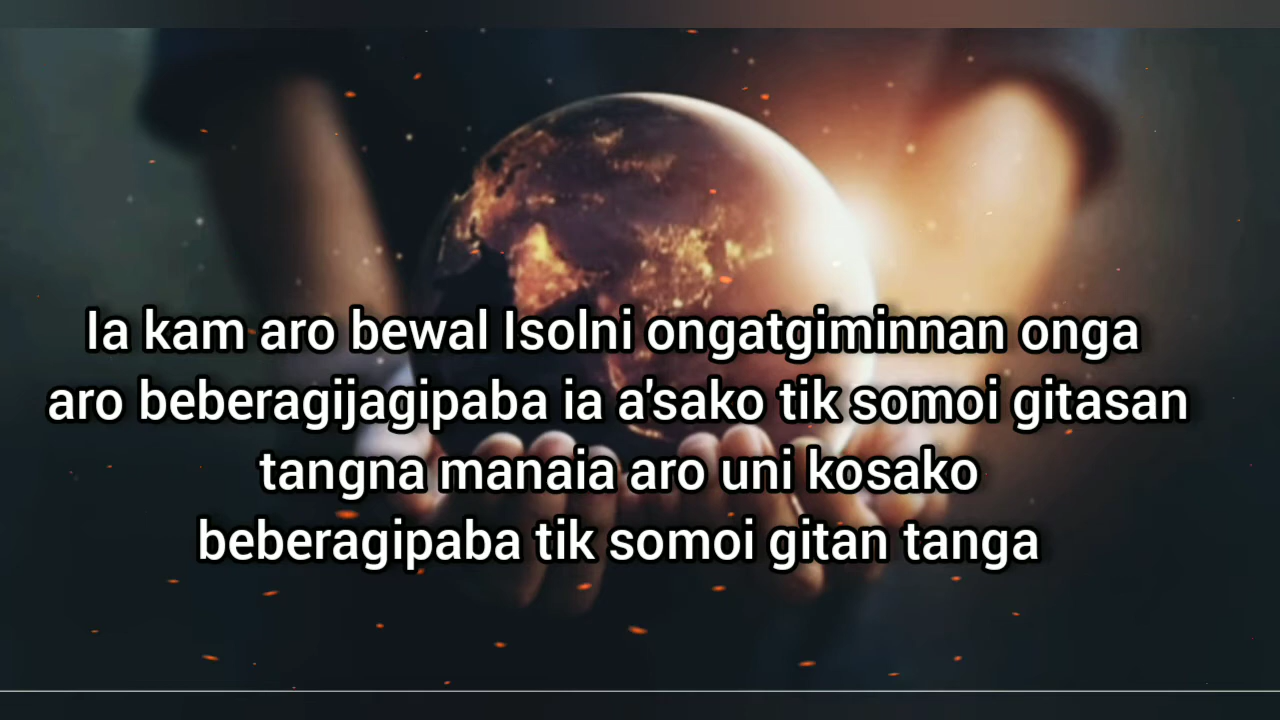 Ia kam aro bewal Isolni ongatgiminnan onga
aro beberagijagipaba ia a'sako tik somoi gitasan
tangna manaia aro uni kosako
beberagipaba tik somoi gitan tanga